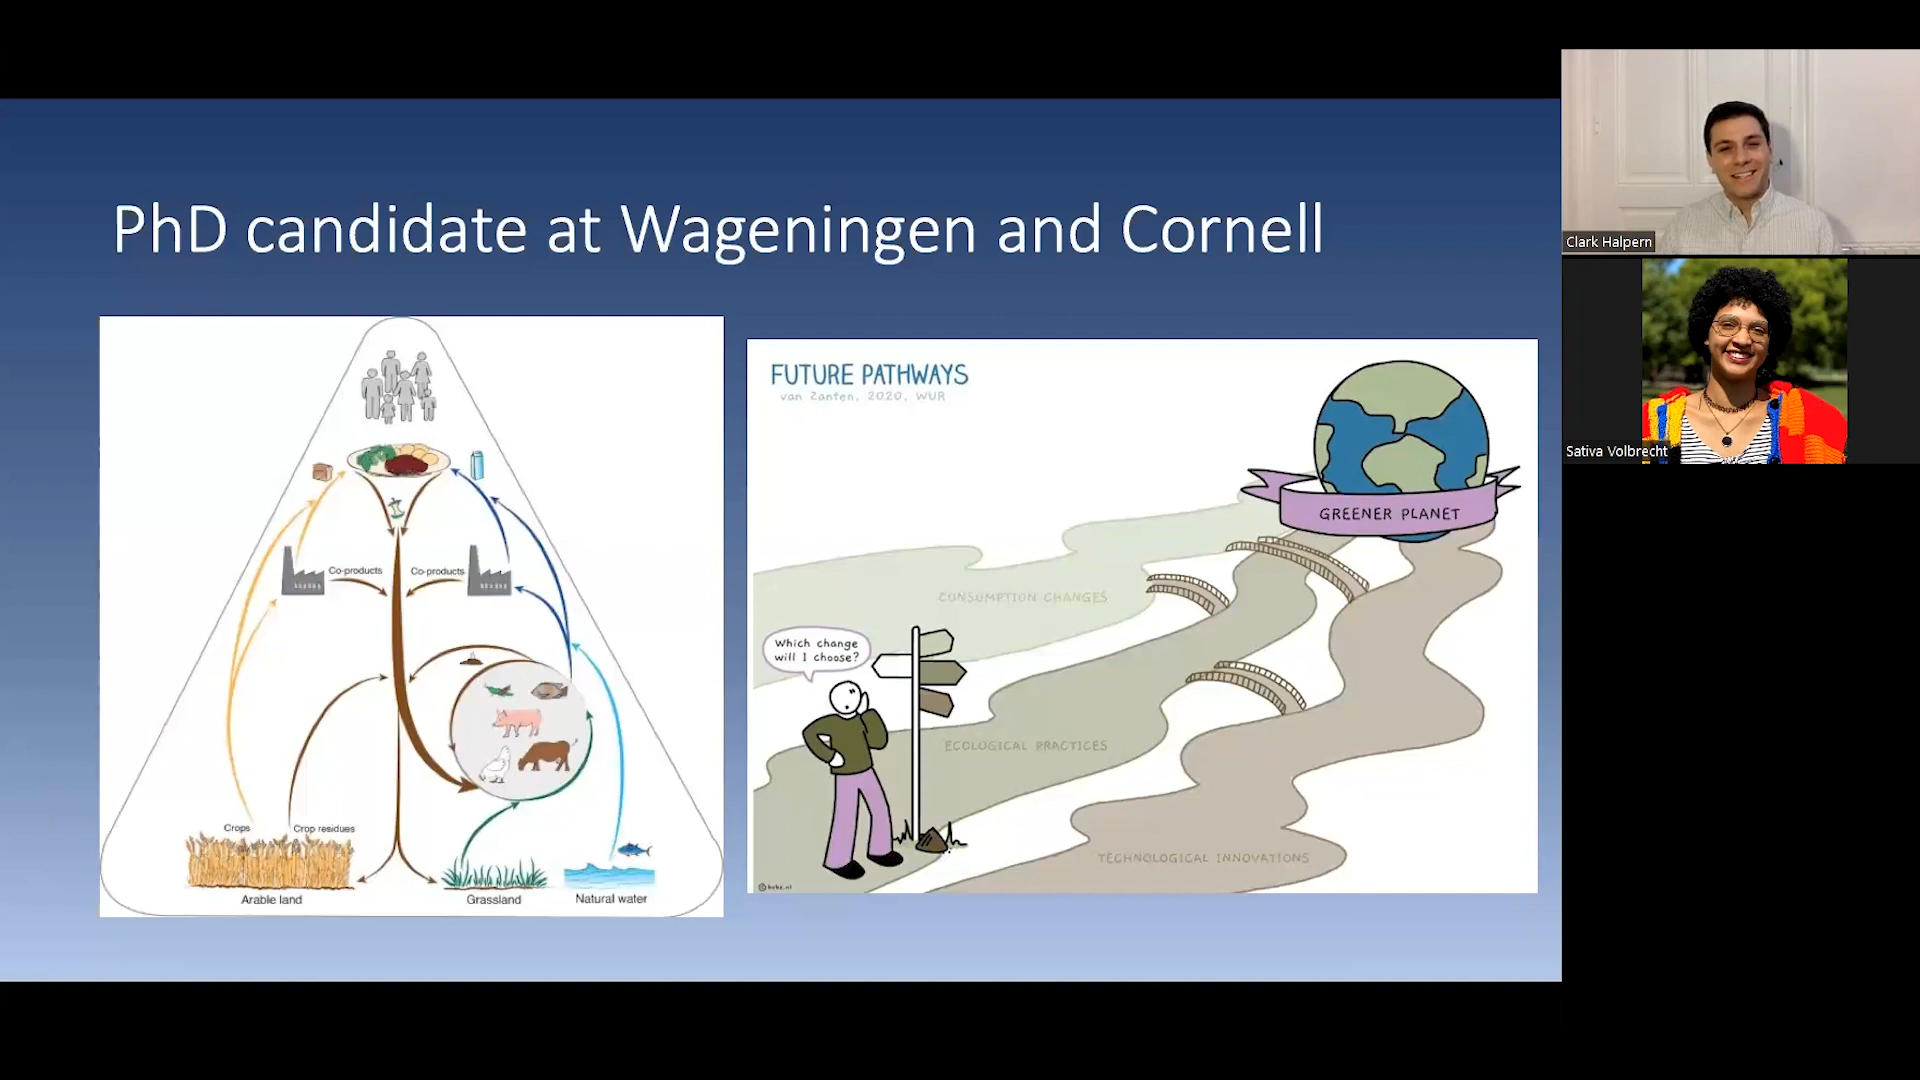 PhD candidate at Wageningen and Cornell
Co-products
Co-products
Crops
Crop residues
Arable land
Grassland
Natural water
FUTURE PATHWAYS
van Zanten, 2020, WUR
GREENER PLANET
CONSUMPTION CHANGES
Which change
will I choose?
ECOLOGICAL PRACTICES
TECHNOLOGICAL INNOVATIONS
Clark Halpern
Sativa Volbrecht